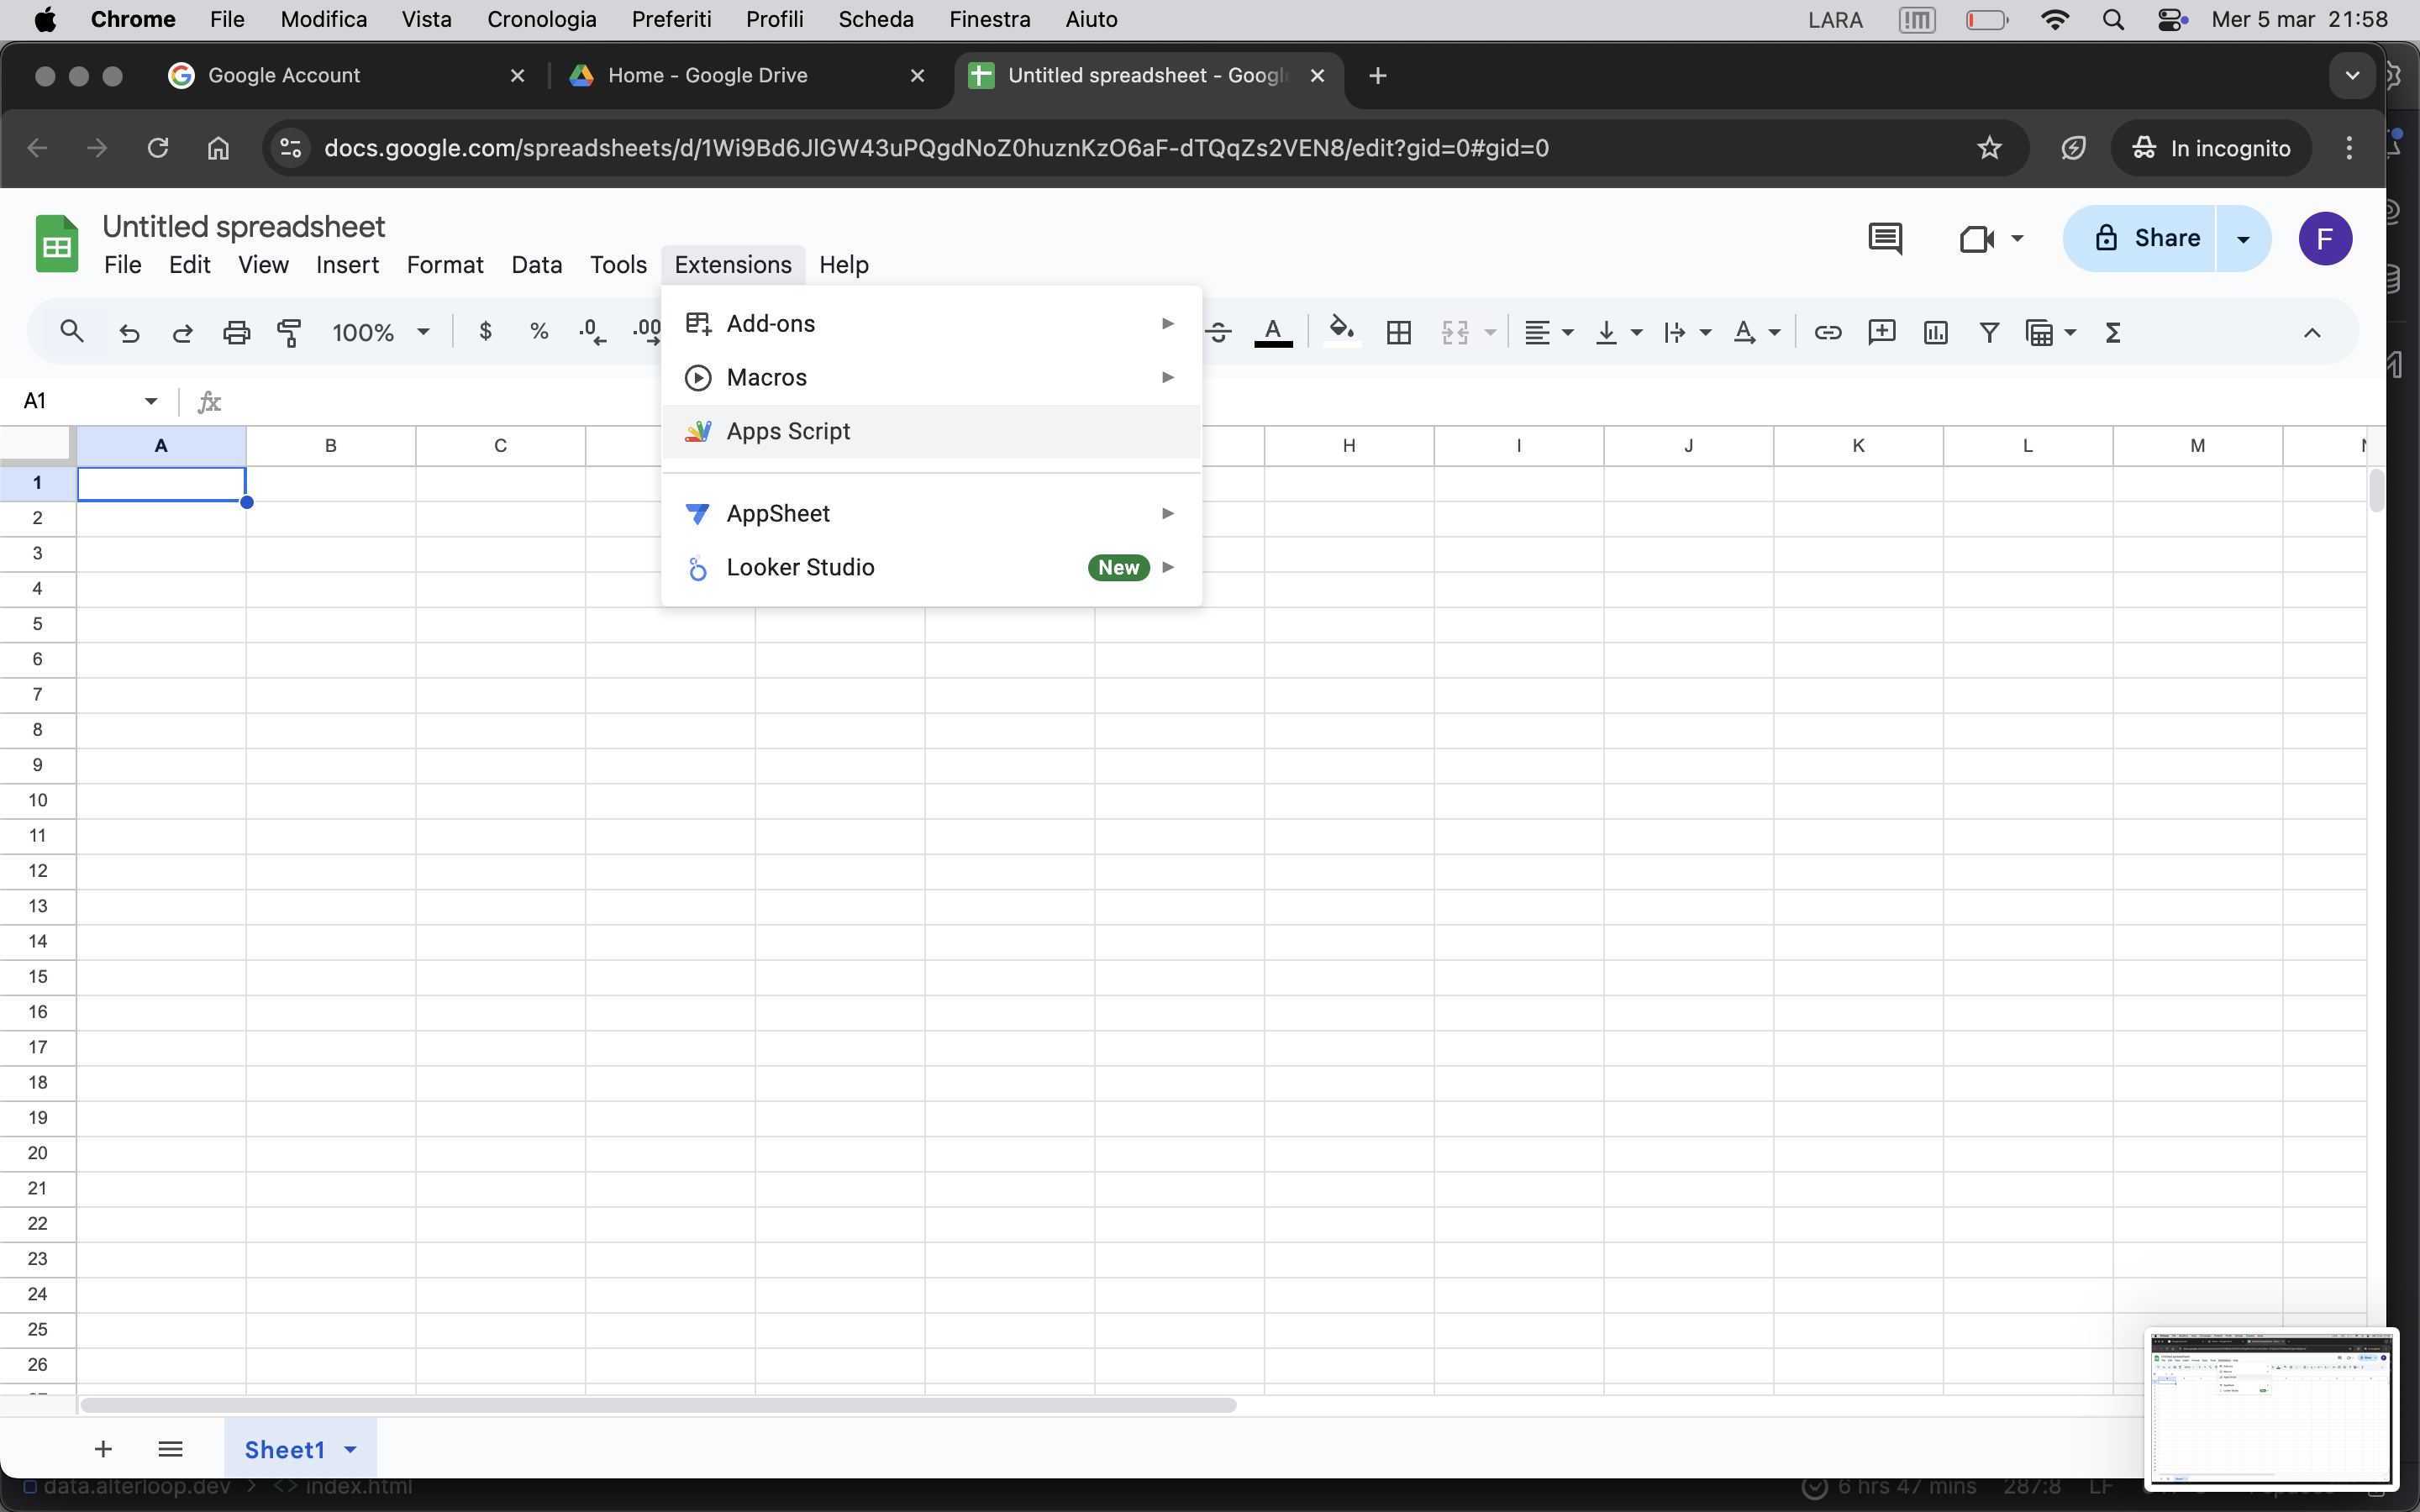 Chrome File Modifica Vista Cronologia Preferiti Profili Scheda Finestra Aiuto LARA Mer 5 mar 21:58
Google Account Home - Google Drive Untitled spreadsheet - Google
docs.google.com/spreadsheets/d/1Wi9Bd6JlGW43uPQgdNoZ0huznKzO6aF-dTQqZs2VEN8/edit?gid=0#gid=0 In incognito
Untitled spreadsheet
File Edit View Insert Format Data Tools Extensions Help
Share
F
100% $ % .0 .00 A A
Add-ons
Macros
Apps Script
AppSheet
Looker Studio New
A1 fx
A B C H I J K L M
1
2
3
4
5
6
7
8
9
10
11
12
13
14
15
16
17
18
19
20
21
22
23
24
25
26
Sheet1
data.alterloop.dev > <> index.html 6 hrs 47 mins 287:8 LF